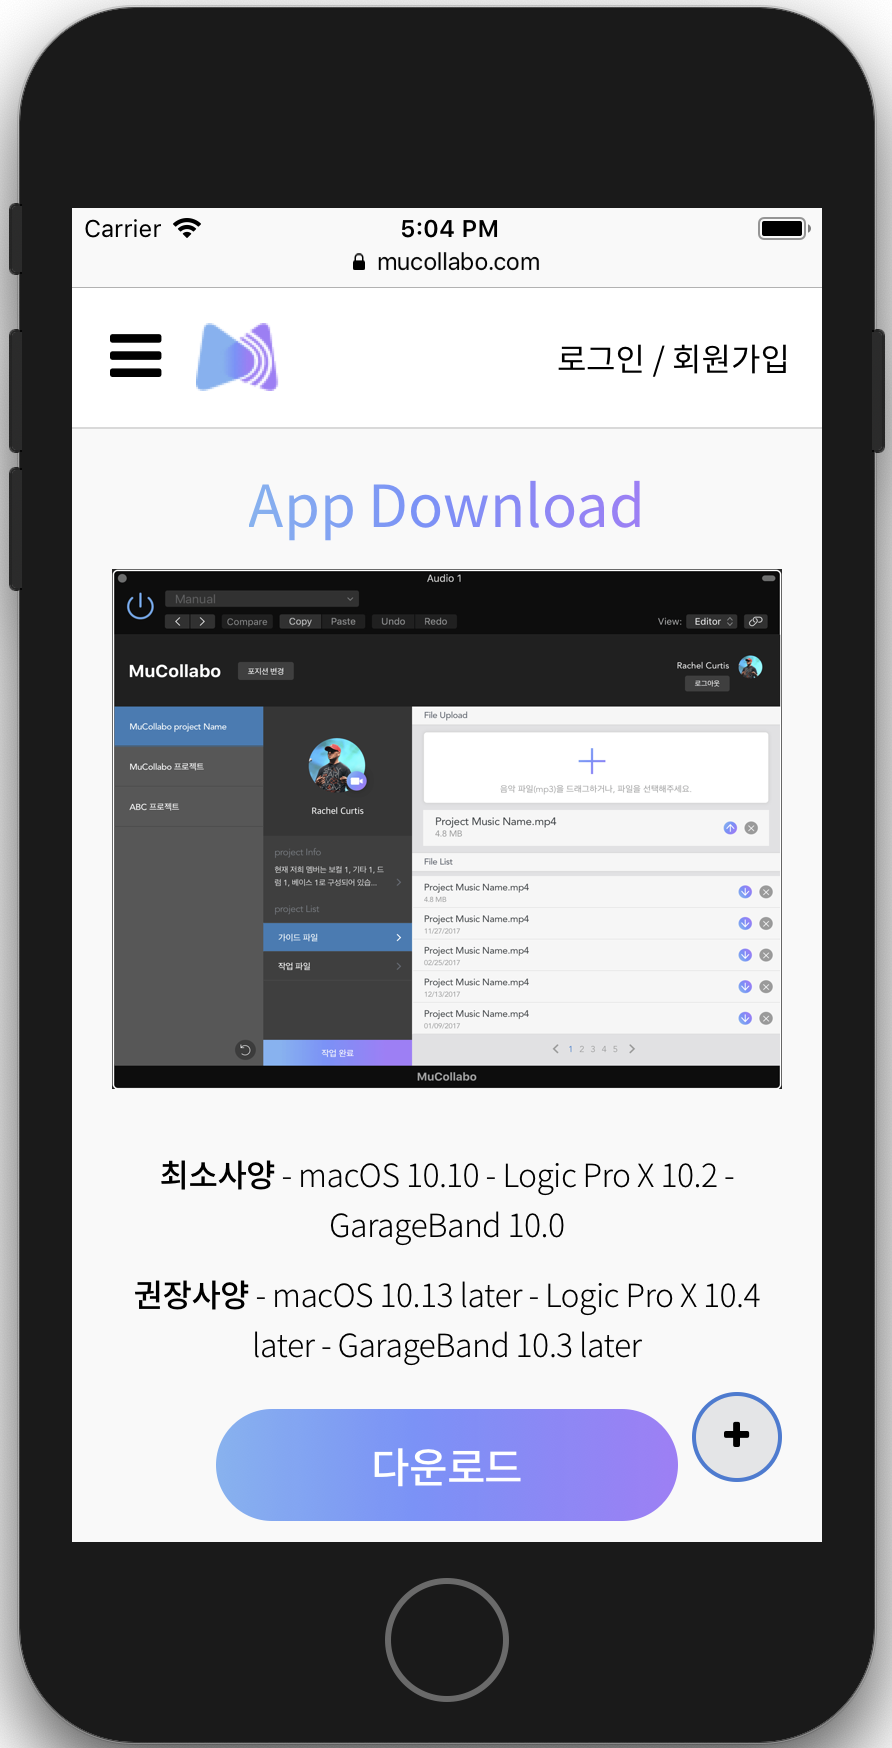 Carrier 5:04 PM
mucollabo.com
로그인 / 회원가입
App Download
Audio 1
Manual
Compare Copy Paste Undo Redo View: Editor
MuCollabo 포지션 변경 Rachel Curtis
로그아웃
MuCollabo project Name
MuCollabo 프로젝트
ABC 프로젝트
Rachel Curtis
project Info
현재 저희 멤버는 보컬 1, 기타 1, 드
럼 1, 베이스 1로 구성되어 있습...
project List
가이드 파일
작업 파일
작업 완료
File Upload
음악 파일(mp3)를 드래그하거나, 파일을 선택해주세요.
Project Music Name.mp4
4.8 MB
File List
Project Music Name.mp4
4.8 MB
Project Music Name.mp4
11/27/2017
Project Music Name.mp4
02/25/2017
Project Music Name.mp4
12/13/2017
Project Music Name.mp4
01/09/2017
1 2 3 4 5
MuCollabo
최소사양 - macOS 10.10 - Logic Pro X 10.2 -
GarageBand 10.0
권장사양 - macOS 10.13 later - Logic Pro X 10.4
later - GarageBand 10.3 later
다운로드